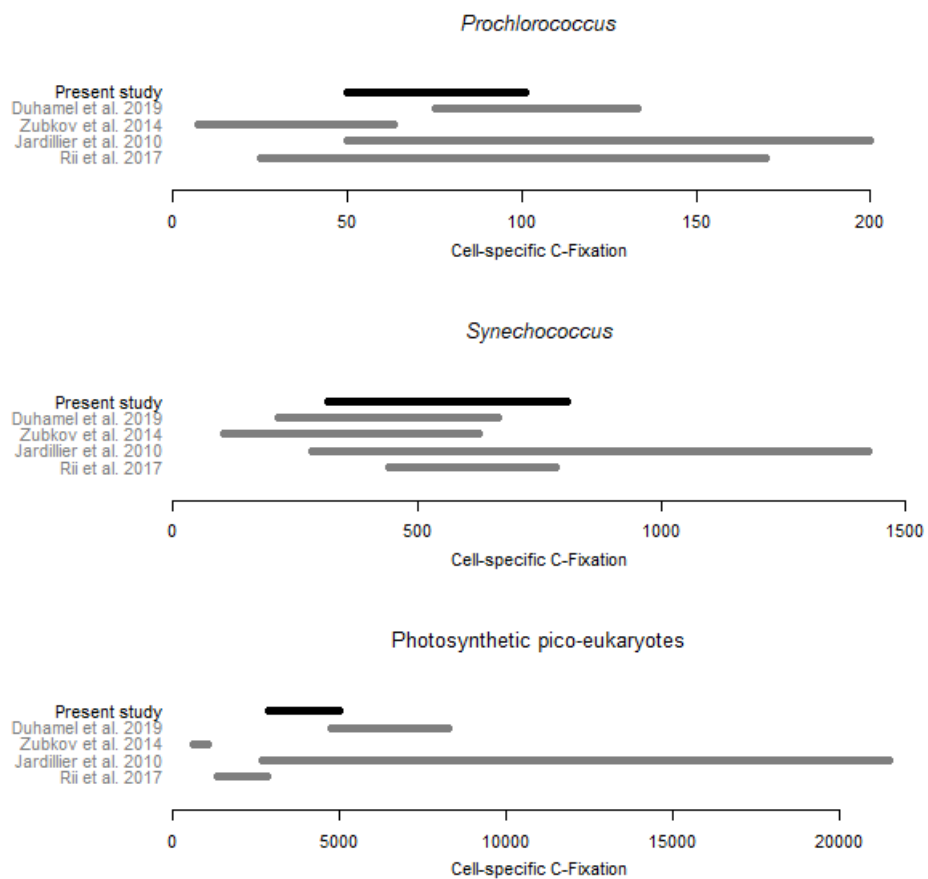 Prochlorococcus
Present study
Duhamel et al. 2019
Zubkov et al. 2014
Jardillier et al. 2010
Rii et al. 2017
0 50 100 150 200
Cell-specific C-Fixation
Synechococcus
Present study
Duhamel et al. 2019
Zubkov et al. 2014
Jardillier et al. 2010
Rii et al. 2017
0 500 1000 1500
Cell-specific C-Fixation
Photosynthetic pico-eukaryotes
Present study
Duhamel et al. 2019
Zubkov et al. 2014
Jardillier et al. 2010
Rii et al. 2017
0 5000 10000 15000 20000
Cell-specific C-Fixation